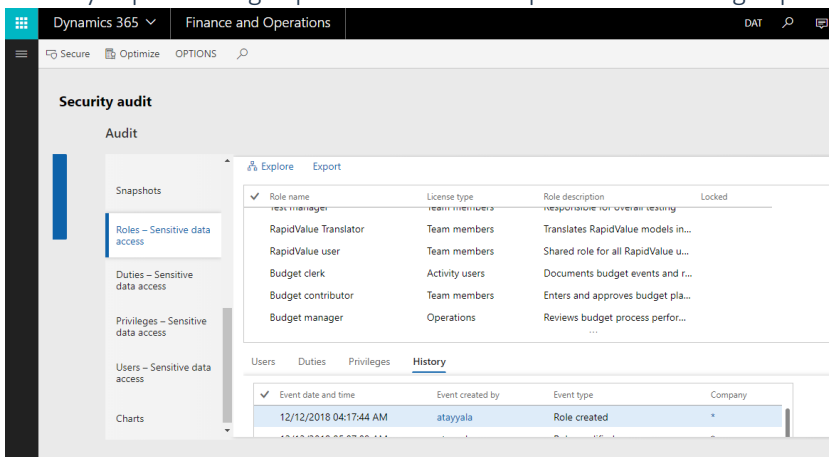 Dynamics 365 Finance and Operations DAT
Secure Optimize OPTIONS
Security audit
Audit
Explore Export
Snapshots
Roles – Sensitive data
access
Duties – Sensitive
data access
Privileges – Sensitive
data access
Users – Sensitive data
access
Charts
Role name License type Role description Locked
Test manager Team members Responsible for overall testing
RapidValue Translator Team members Translates RapidValue models in...
RapidValue user Team members Shared role for all RapidValue u...
Budget clerk Activity users Documents budget events and r...
Budget contributor Team members Enters and approves budget pla...
Budget manager Operations Reviews budget process perfor...
...
Users Duties Privileges History
Event date and time Event created by Event type Company
12/12/2018 04:17:44 AM atayyala Role created *